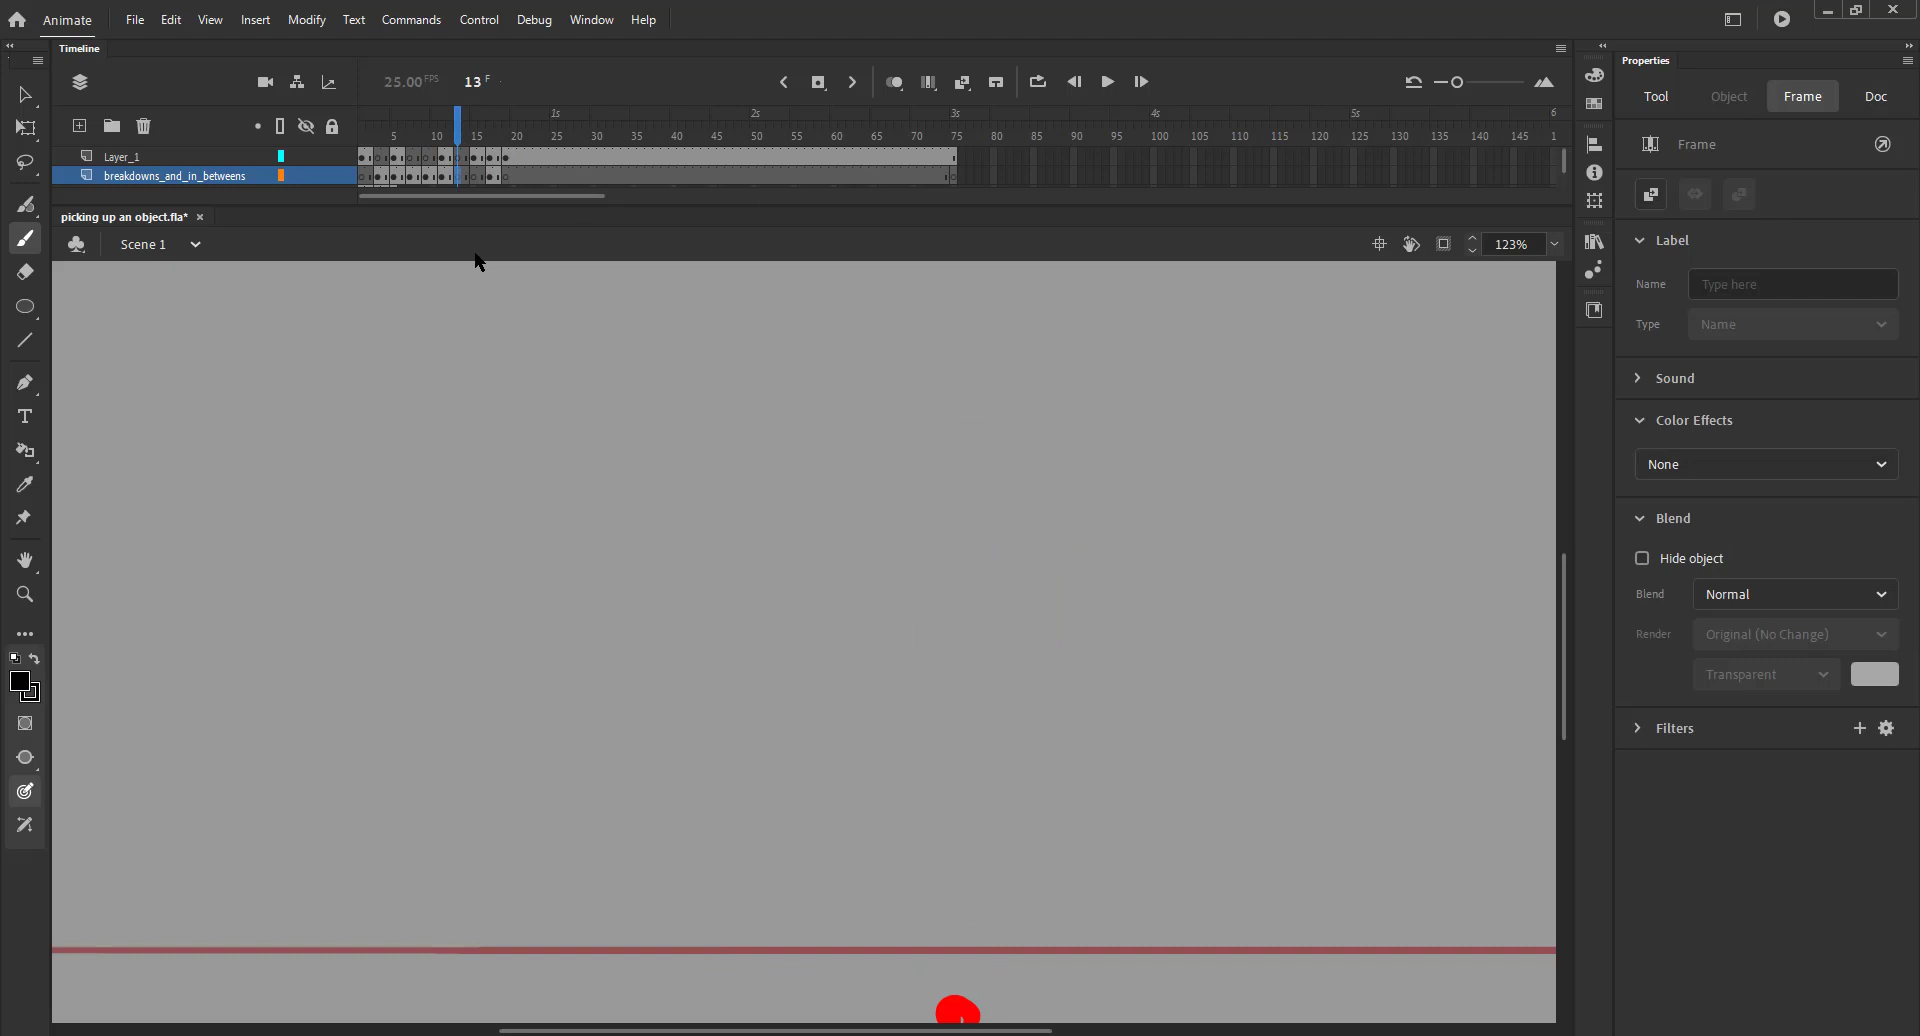 Animate File Edit View Insert Modify Text Commands Control Debug Window Help
Timeline
Properties
25.00 FPS 13 F
Tool Object Frame Doc
1s 2s 3s 4s 5s 6
5 10 15 20 25 30 35 40 45 50 55 60 65 70 75 80 85 90 95 100 105 110 115 120 125 130 135 140 145 1
Frame
Layer_1
breakdowns_and_in_betweens
picking up an object.fla*
Scene 1
123%
Label
Name Type here
Type Name
Sound
Color Effects
None
Blend
Hide object
Blend Normal
Render Original (No Change)
Transparent
Filters